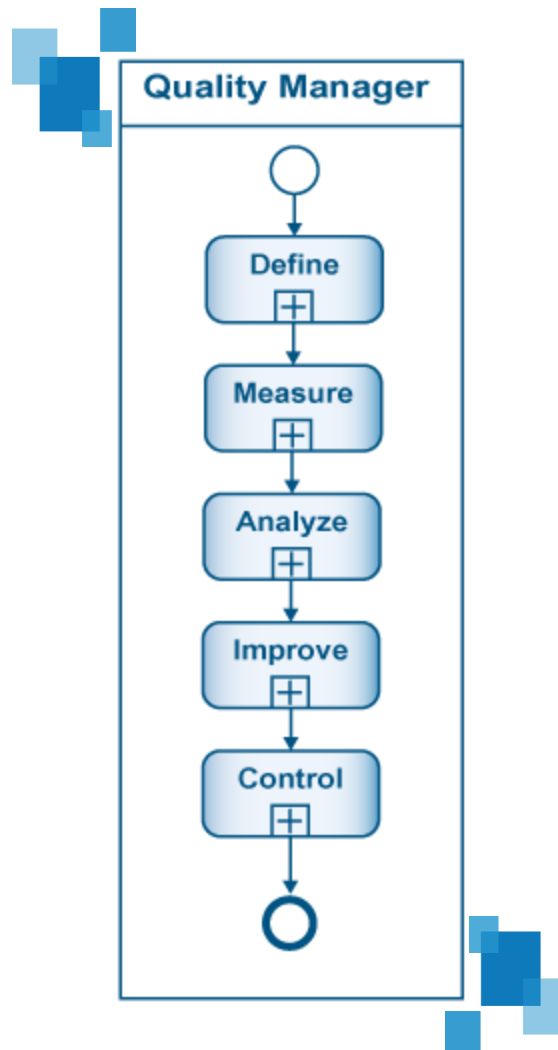 Quality Manager
Define
Measure
Analyze
Improve
Control